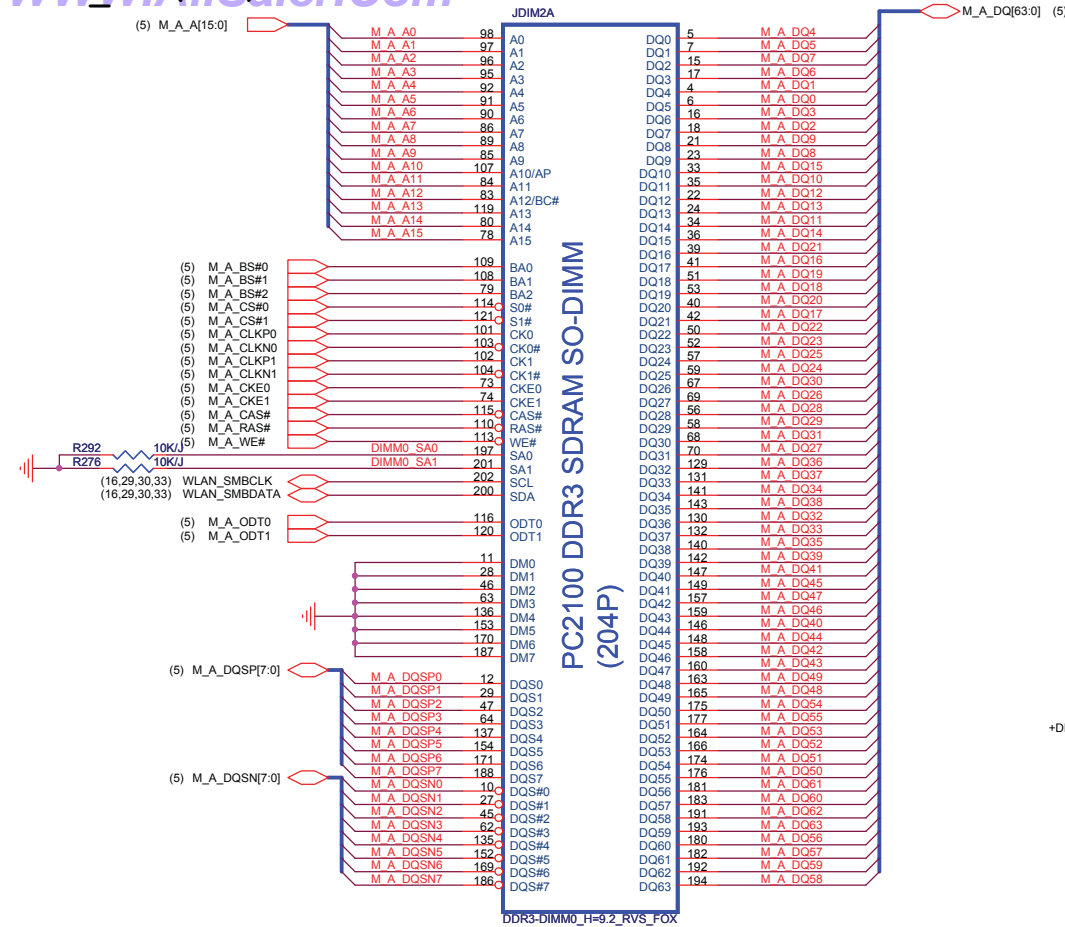 JDIM2A
(5) M_A_A[15:0]
M_A_DQ[63:0] (5)
M_A_A0 98 A0 DQ0 5 M_A_DQ4
M_A_A1 97 A1 DQ1 7 M_A_DQ5
M_A_A2 96 A2 DQ2 15 M_A_DQ7
M_A_A3 95 A3 DQ3 17 M_A_DQ6
M_A_A4 92 A4 DQ4 4 M_A_DQ1
M_A_A5 91 A5 DQ5 6 M_A_DQ0
M_A_A6 90 A6 DQ6 16 M_A_DQ3
M_A_A7 86 A7 DQ7 18 M_A_DQ2
M_A_A8 89 A8 DQ8 21 M_A_DQ9
M_A_A9 85 A9 DQ9 23 M_A_DQ8
M_A_A10 107 A10/AP DQ10 33 M_A_DQ15
M_A_A11 84 A11 DQ11 35 M_A_DQ10
M_A_A12 83 A12/BC# DQ12 22 M_A_DQ12
M_A_A13 119 A13 DQ13 24 M_A_DQ13
M_A_A14 80 A14 DQ14 34 M_A_DQ11
M_A_A15 78 A15 DQ15 36 M_A_DQ14
DQ16 39 M_A_DQ21
(5) M_A_BS#0 109 BA0 DQ17 41 M_A_DQ16
(5) M_A_BS#1 108 BA1 DQ18 51 M_A_DQ19
(5) M_A_BS#2 79 BA2 DQ19 53 M_A_DQ18
(5) M_A_CS#0 114 S0# DQ20 40 M_A_DQ20
(5) M_A_CS#1 121 S1# DQ21 42 M_A_DQ17
(5) M_A_CLKP0 101 CK0 DQ22 50 M_A_DQ22
(5) M_A_CLKN0 103 CK0# DQ23 52 M_A_DQ23
(5) M_A_CLKP1 102 CK1 DQ24 57 M_A_DQ25
(5) M_A_CLKN1 104 CK1# DQ25 59 M_A_DQ24
(5) M_A_CKE0 73 CKE0 DQ26 67 M_A_DQ30
(5) M_A_CKE1 74 CKE1 DQ27 69 M_A_DQ26
(5) M_A_CAS# 115 CAS# DQ28 56 M_A_DQ28
(5) M_A_RAS# 110 RAS# DQ29 58 M_A_DQ29
(5) M_A_WE# 113 WE# DQ30 68 M_A_DQ31
R292 10K/J DIMM0_SA0 197 SA0 DQ31 70 M_A_DQ27
R276 10K/J DIMM0_SA1 201 SA1 DQ32 129 M_A_DQ36
(16,29,30,33) WLAN_SMBCLK 202 SCL DQ33 131 M_A_DQ37
(16,29,30,33) WLAN_SMBDATA 200 SDA DQ34 141 M_A_DQ34
DQ35 143 M_A_DQ38
(5) M_A_ODT0 116 ODT0 DQ36 130 M_A_DQ32
(5) M_A_ODT1 120 ODT1 DQ37 132 M_A_DQ33
DQ38 140 M_A_DQ35
11 DM0 DQ39 142 M_A_DQ39
28 DM1 DQ40 147 M_A_DQ41
46 DM2 DQ41 149 M_A_DQ45
63 DM3 DQ42 157 M_A_DQ47
136 DM4 DQ43 159 M_A_DQ46
153 DM5 DQ44 146 M_A_DQ40
170 DM6 DQ45 148 M_A_DQ44
187 DM7 DQ46 158 M_A_DQ42
DQ47 160 M_A_DQ43
(5) M_A_DQSP[7:0]
M_A_DQSP0 12 DQS0 DQ48 163 M_A_DQ49
M_A_DQSP1 29 DQS1 DQ49 165 M_A_DQ48
M_A_DQSP2 47 DQS2 DQ50 175 M_A_DQ54
M_A_DQSP3 64 DQS3 DQ51 177 M_A_DQ55
M_A_DQSP4 137 DQS4 DQ52 164 M_A_DQ53
M_A_DQSP5 154 DQS5 DQ53 166 M_A_DQ52
M_A_DQSP6 171 DQS6 DQ54 174 M_A_DQ51
M_A_DQSP7 188 DQS7 DQ55 176 M_A_DQ50
(5) M_A_DQSN[7:0]
M_A_DQSN0 10 DQS#0 DQ56 181 M_A_DQ61
M_A_DQSN1 27 DQS#1 DQ57 183 M_A_DQ60
M_A_DQSN2 45 DQS#2 DQ58 191 M_A_DQ62
M_A_DQSN3 62 DQS#3 DQ59 193 M_A_DQ63
M_A_DQSN4 135 DQS#4 DQ60 180 M_A_DQ56
M_A_DQSN5 152 DQS#5 DQ61 182 M_A_DQ57
M_A_DQSN6 169 DQS#6 DQ62 192 M_A_DQ59
M_A_DQSN7 186 DQS#7 DQ63 194 M_A_DQ58
PC2100 DDR3 SDRAM SO-DIMM
(204P)
DDR3-DIMM0_H=9.2_RVS_FOX